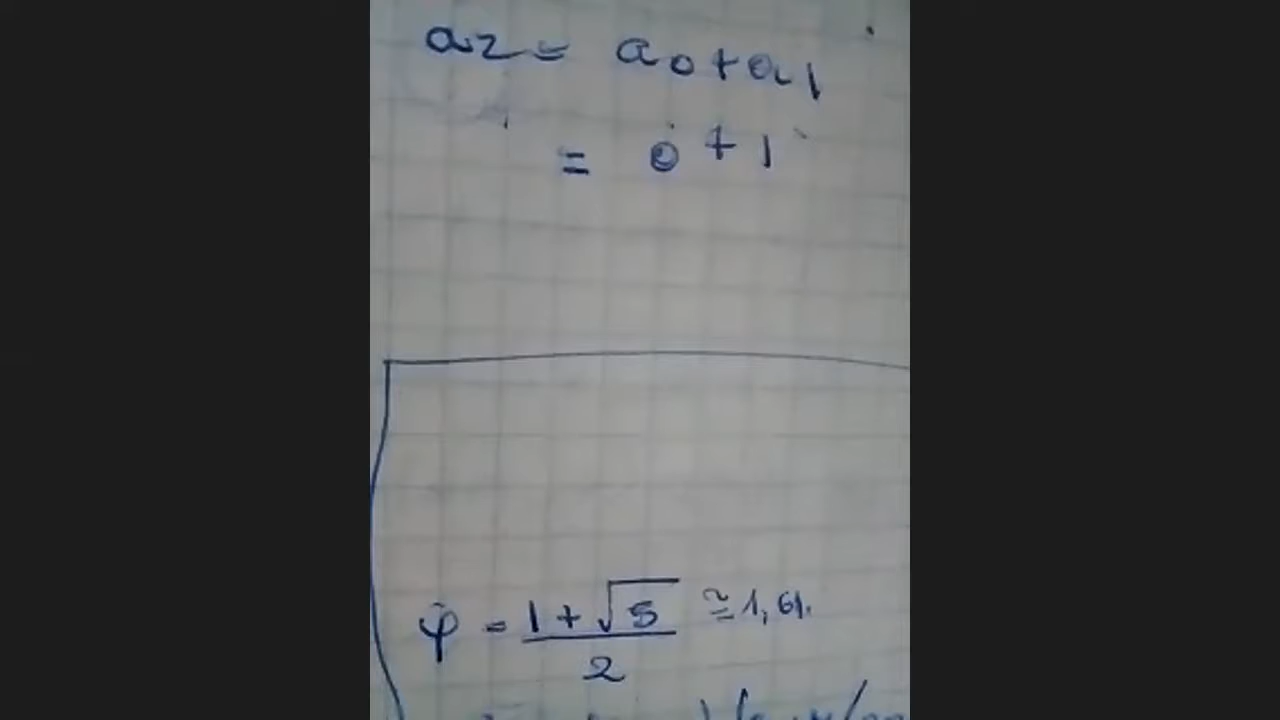 a2 = a0 + a1
= 0 + 1
φ = (1 + √5)/2 ≅ 1,61.